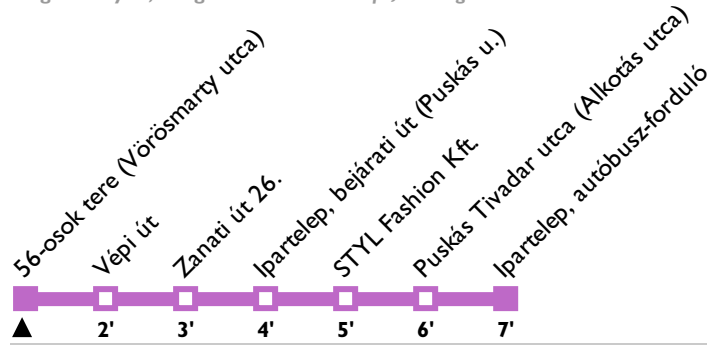 56-osok tere (Vörösmarty utca)
Vépi út
Zanati út 26.
Ipartelep, bejárati út (Puskás u.)
STYL Fashion Kft.
Puskás Tivadar utca (Alkotás utca)
Ipartelep, autóbusz-forduló
2' 3' 4' 5' 6' 7'